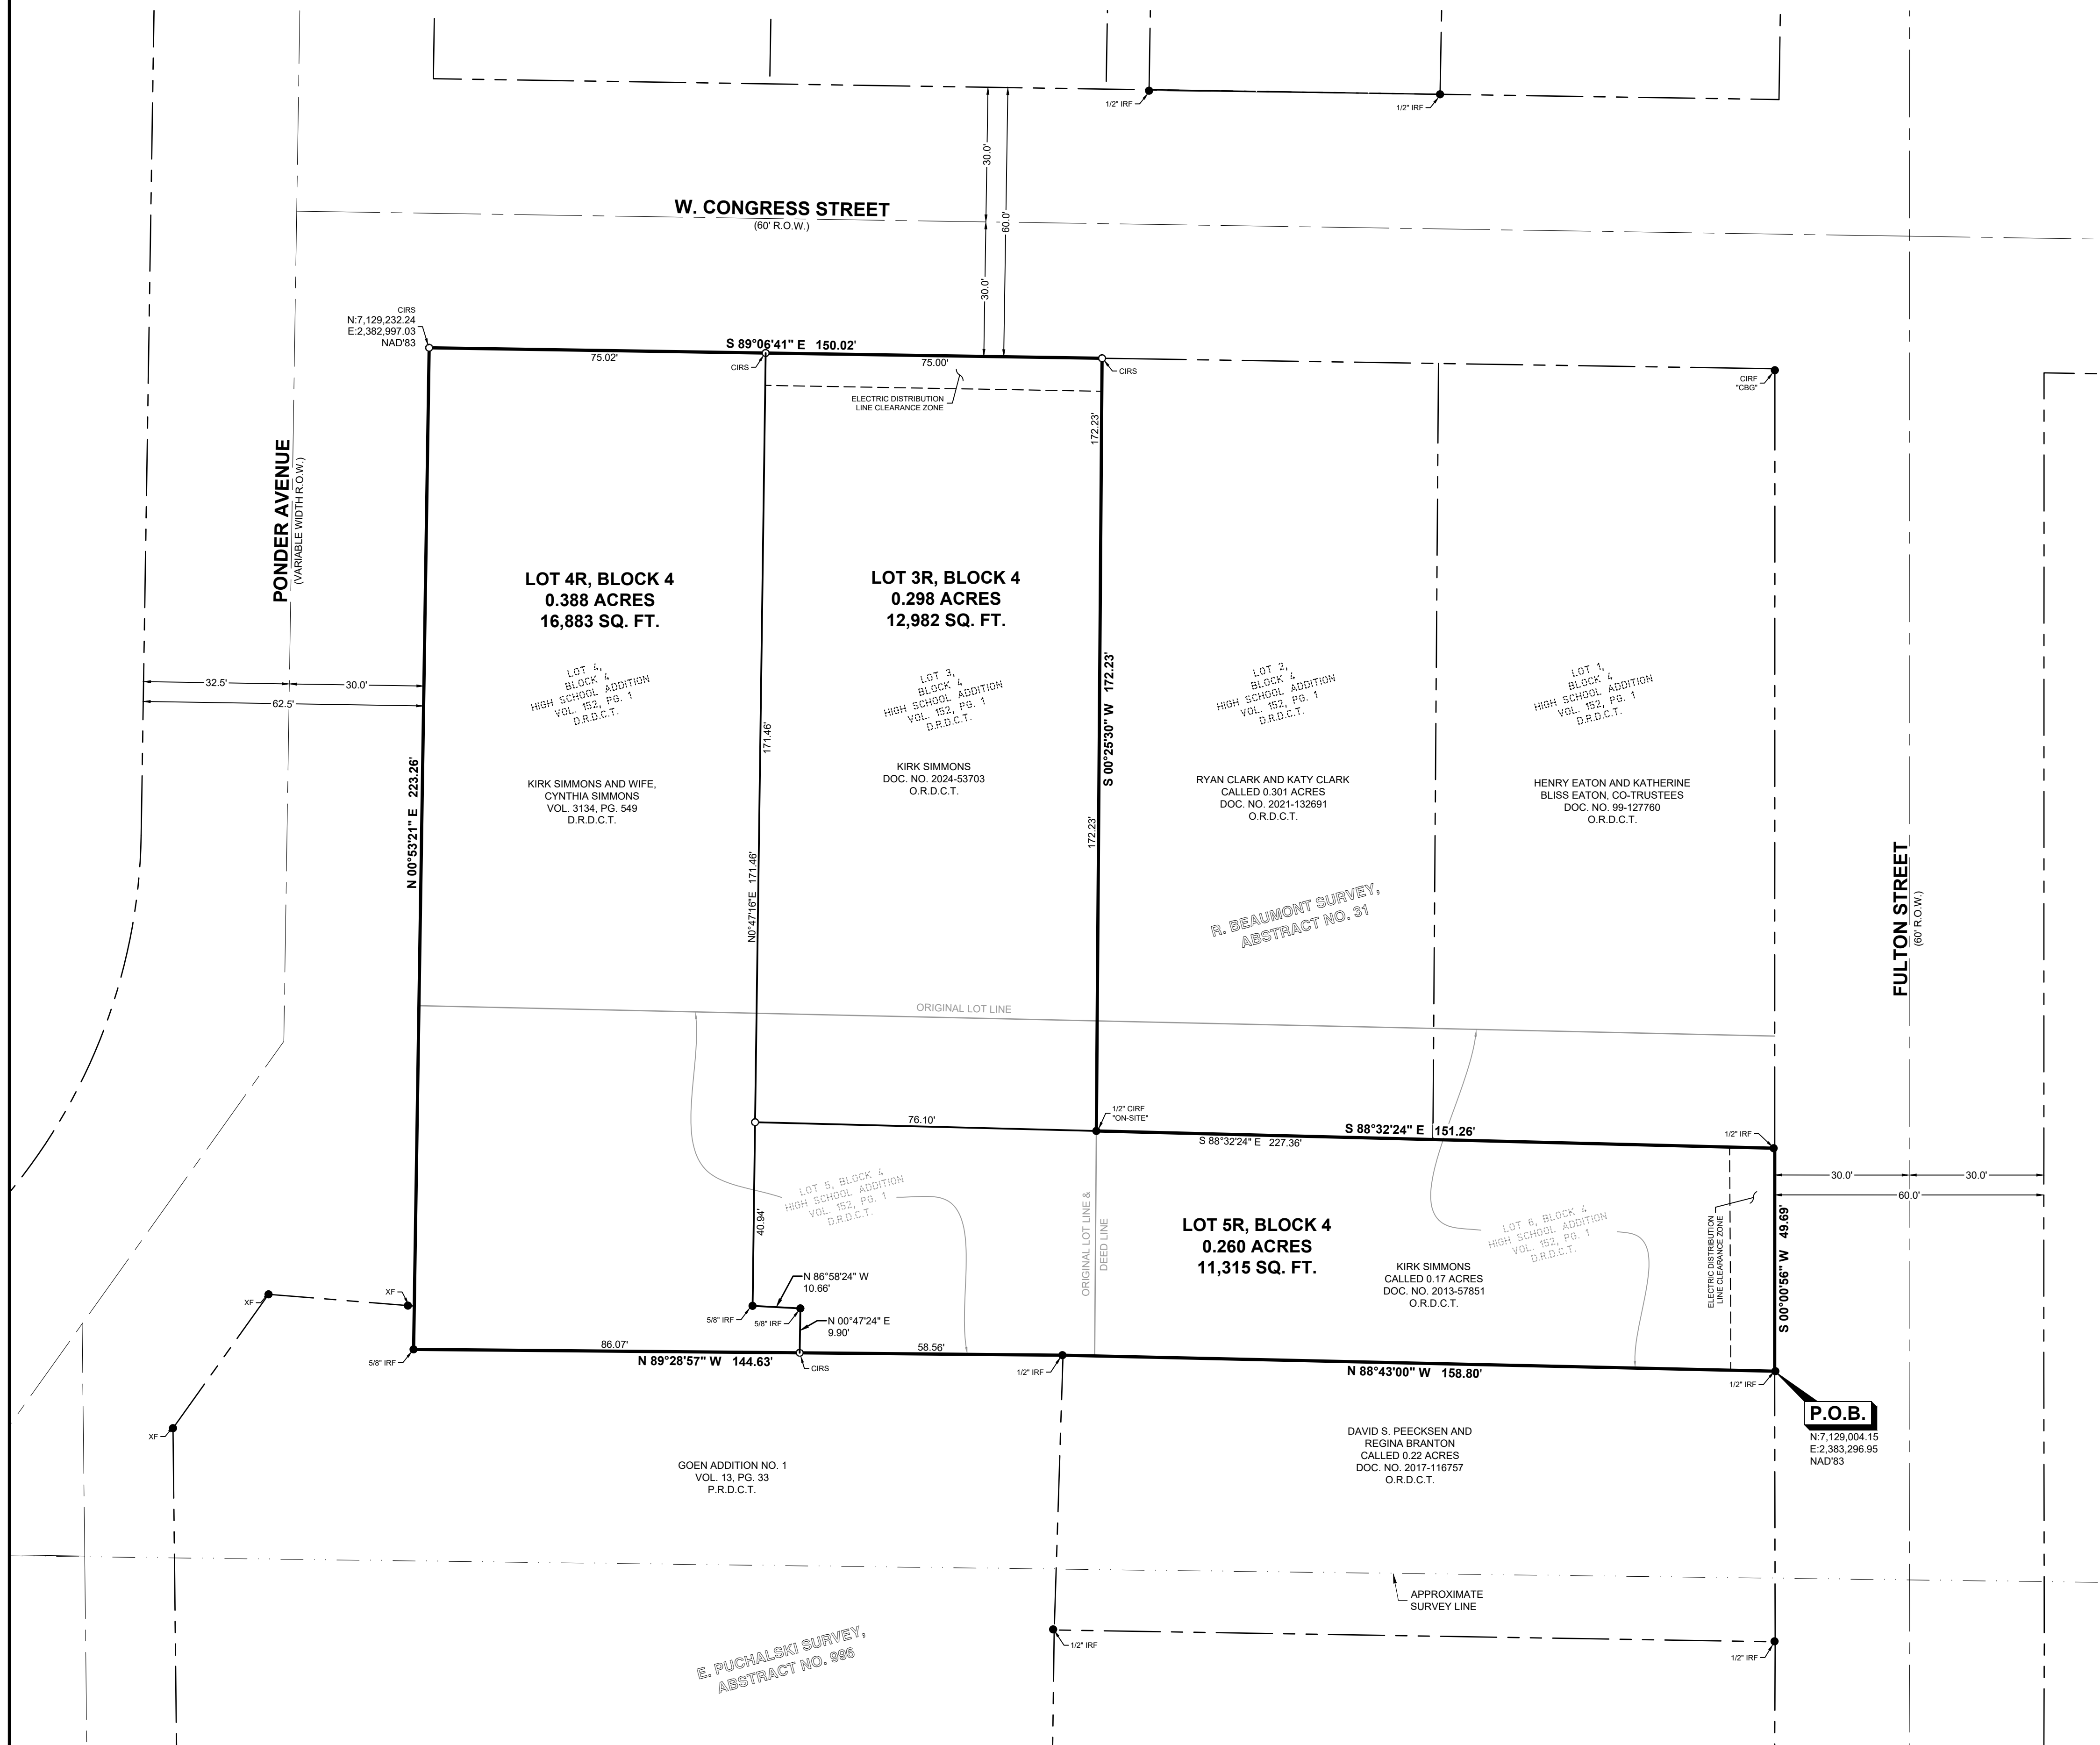 1/2" IRF
1/2" IRF
30.0'
60.0'
30.0'
W. CONGRESS STREET
(60' R.O.W.)
CIRS
N:7,129,232.24
E:2,382,997.03
NAD'83
S 89°06'41" E 150.02'
75.02'
75.00'
CIRS
CIRS
CIRF
"CBG"
ELECTRIC DISTRIBUTION
LINE CLEARANCE ZONE
172.23'
PONDER AVENUE
(VARIABLE WIDTH R.O.W.)
LOT 4R, BLOCK 4
0.388 ACRES
16,883 SQ. FT.
LOT 3R, BLOCK 4
0.298 ACRES
12,982 SQ. FT.
LOT 4,
BLOCK 4
HIGH SCHOOL ADDITION
VOL. 152, PG. 1
D.R.D.C.T.
LOT 3,
BLOCK 4
HIGH SCHOOL ADDITION
VOL. 152, PG. 1
D.R.D.C.T.
LOT 2,
BLOCK 4
HIGH SCHOOL ADDITION
VOL. 152, PG. 1
D.R.D.C.T.
LOT 1,
BLOCK 4
HIGH SCHOOL ADDITION
VOL. 152, PG. 1
D.R.D.C.T.
32.5'
30.0'
62.5'
S 00°25'30" W 172.23'
171.46'
N 00°53'21" E 223.26'
KIRK SIMMONS AND WIFE,
CYNTHIA SIMMONS
VOL. 3134, PG. 549
D.R.D.C.T.
KIRK SIMMONS
DOC. NO. 2024-53703
O.R.D.C.T.
RYAN CLARK AND KATY CLARK
CALLED 0.301 ACRES
DOC. NO. 2021-132691
O.R.D.C.T.
HENRY EATON AND KATHERINE
BLISS EATON, CO-TRUSTEES
DOC. NO. 99-127760
O.R.D.C.T.
172.23'
N0°47'16"E 171.46'
R. BEAUMONT SURVEY,
ABSTRACT NO. 31
FULTON STREET
(60' R.O.W.)
ORIGINAL LOT LINE
76.10'
1/2" CIRF
"ON-SITE"
S 88°32'24" E 151.26'
S 88°32'24" E 227.36'
1/2" IRF
30.0'
30.0'
60.0'
LOT 5, BLOCK 4
HIGH SCHOOL ADDITION
VOL. 152, PG. 1
D.R.D.C.T.
40.94'
ORIGINAL LOT LINE &
DEED LINE
LOT 5R, BLOCK 4
0.260 ACRES
11,315 SQ. FT.
LOT 6, BLOCK 4
HIGH SCHOOL ADDITION
VOL. 152, PG. 1
D.R.D.C.T.
KIRK SIMMONS
CALLED 0.17 ACRES
DOC. NO. 2013-57851
O.R.D.C.T.
ELECTRIC DISTRIBUTION
LINE CLEARANCE ZONE
S 00°00'56" W 49.69'
N 86°58'24" W
10.66'
XF
XF
5/8" IRF
5/8" IRF
N 00°47'24" E
9.90'
86.07'
58.56'
5/8" IRF
N 89°28'57" W 144.63'
CIRS
1/2" IRF
N 88°43'00" W 158.80'
1/2" IRF
P.O.B.
N:7,129,004.15
E:2,383,296.95
NAD'83
XF
GOEN ADDITION NO. 1
VOL. 13, PG. 33
P.R.D.C.T.
DAVID S. PEECKSEN AND
REGINA BRANTON
CALLED 0.22 ACRES
DOC. NO. 2017-116757
O.R.D.C.T.
APPROXIMATE
SURVEY LINE
E. PUCHALSKI SURVEY,
ABSTRACT NO. 996
1/2" IRF
1/2" IRF